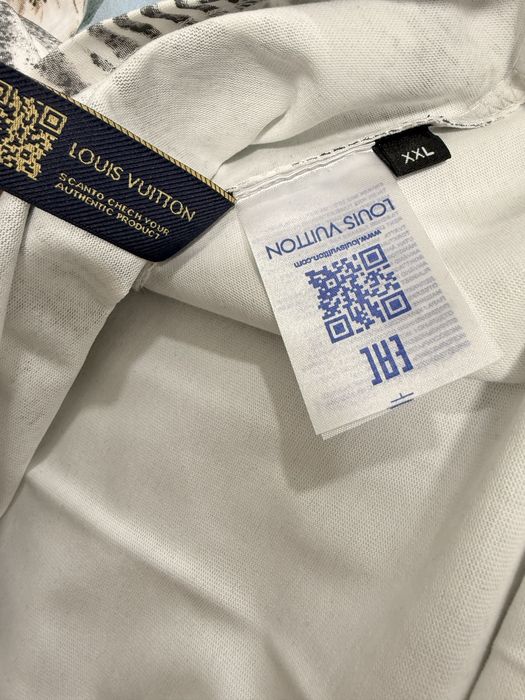 LOUIS VUITTON
SCANTO CHECH YOUR
AUTHENTIC PRODUCT
XXL
LOUIS VUITTON
www.louisvuitton.com
EAC